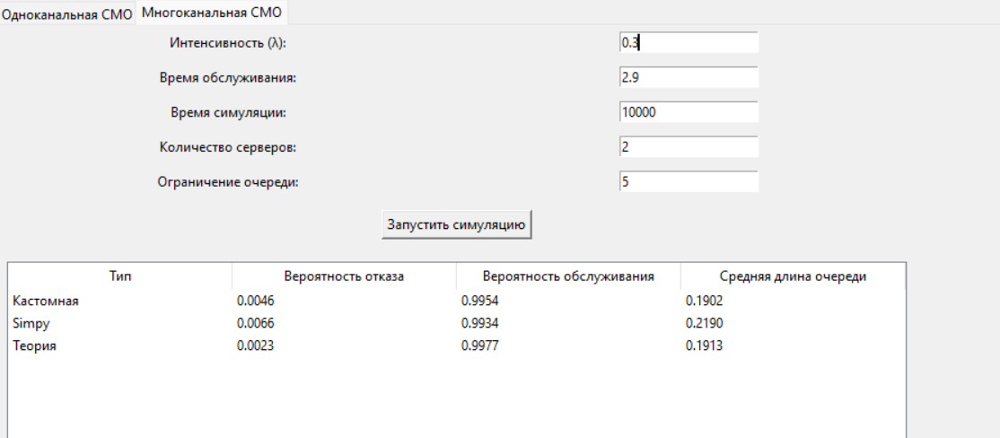 Одноканальная СМО Многоканальная СМО
Интенсивность (λ): 0.3
Время обслуживания: 2.9
Время симуляции: 10000
Количество серверов: 2
Ограничение очереди: 5
Запустить симуляцию
Тип Вероятность отказа Вероятность обслуживания Средняя длина очереди
Кастомная 0.0046 0.9954 0.1902
Simpy 0.0066 0.9934 0.2190
Теория 0.0023 0.9977 0.1913